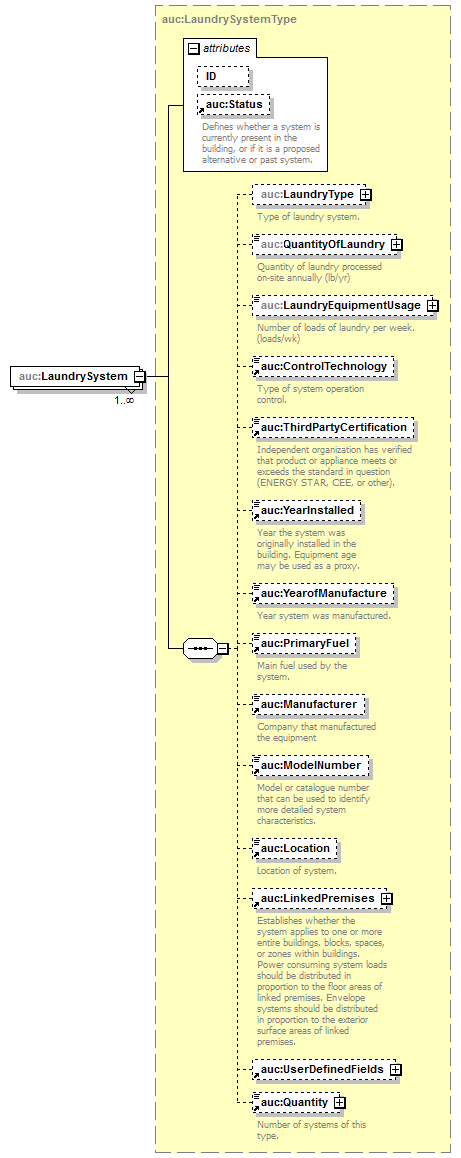 auc:LaundrySystemType
attributes
ID
auc:Status
Defines whether a system is
currently present in the
building, or if it is a proposed
alternative or past system.
auc:LaundryType
Type of laundry system.
auc:QuantityOfLaundry
Quantity of laundry processed
on-site annually (lb/yr)
auc:LaundryEquipmentUsage
Number of loads of laundry per week.
(loads/wk)
auc:LaundrySystem
1..∞
auc:ControlTechnology
Type of system operation
control.
auc:ThirdPartyCertification
Independent organization has verified
that product or appliance meets or
exceeds the standard in question
(ENERGY STAR, CEE, or other).
auc:YearInstalled
Year the system was
originally installed in the
building. Equipment age
may be used as a proxy.
auc:YearofManufacture
Year system was manufactured.
auc:PrimaryFuel
Main fuel used by the
system.
auc:Manufacturer
Company that manufactured
the equipment
auc:ModelNumber
Model or catalogue number
that can be used to identify
more detailed system
characteristics.
auc:Location
Location of system.
auc:LinkedPremises
Establishes whether the
system applies to one or more
entire buildings, blocks, spaces,
or zones within buildings.
Power consuming system loads
should be distributed in
proportion to the floor areas of
linked premises. Envelope
systems should be distributed
in proportion to the exterior
surface areas of linked
premises.
auc:UserDefinedFields
auc:Quantity
Number of systems of this
type.